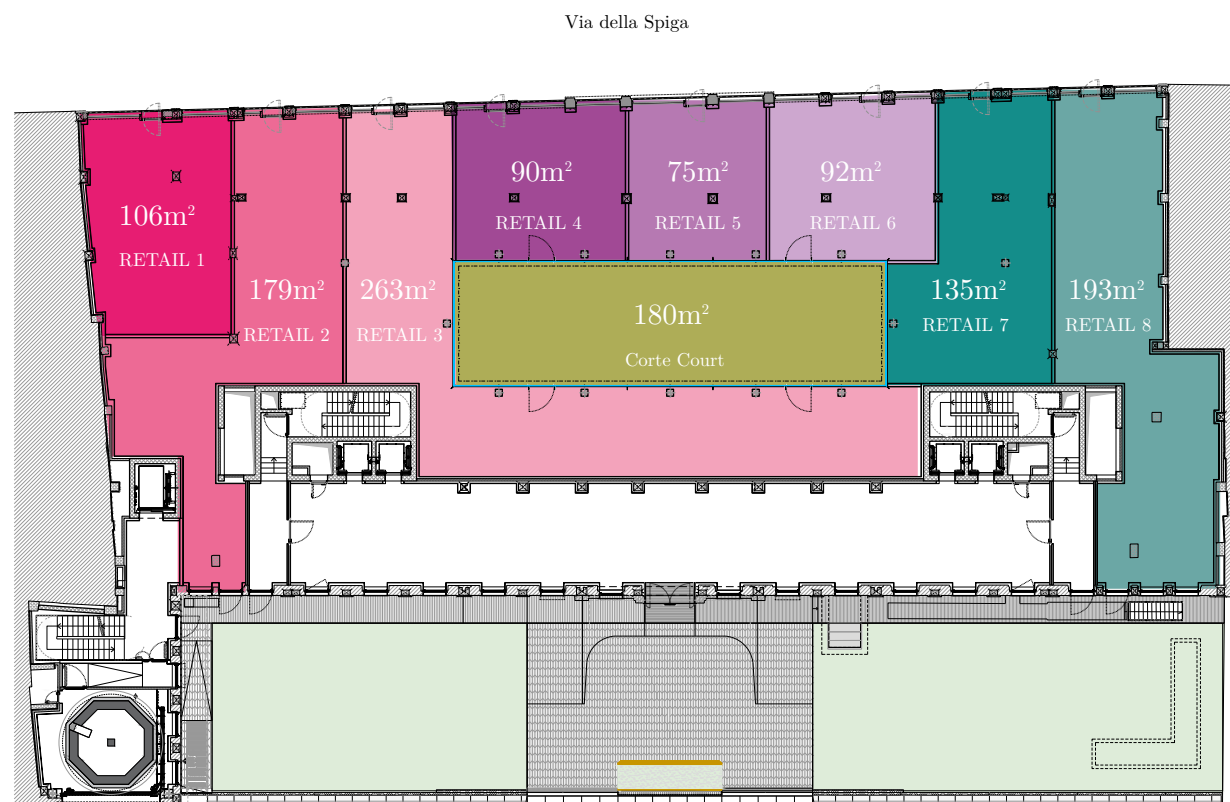 Via della Spiga
106m²
RETAIL 1
179m²
RETAIL 2
263m²
RETAIL 3
90m²
RETAIL 4
75m²
RETAIL 5
92m²
RETAIL 6
180m²
Corte Court
135m²
RETAIL 7
193m²
RETAIL 8